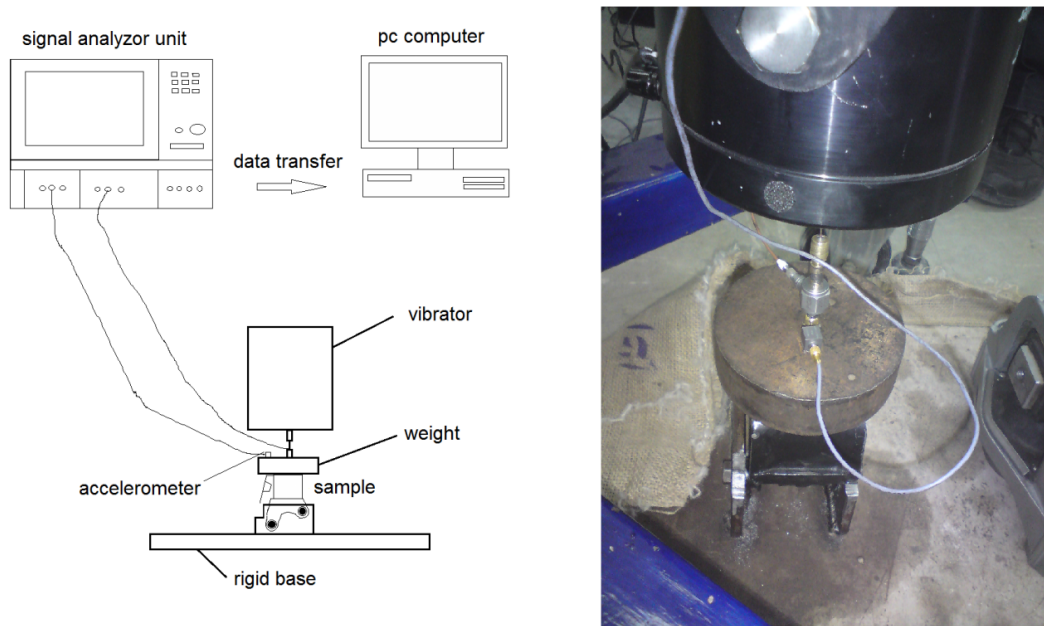 signal analyzor unit
pc computer
data transfer
vibrator
weight
accelerometer
sample
rigid base